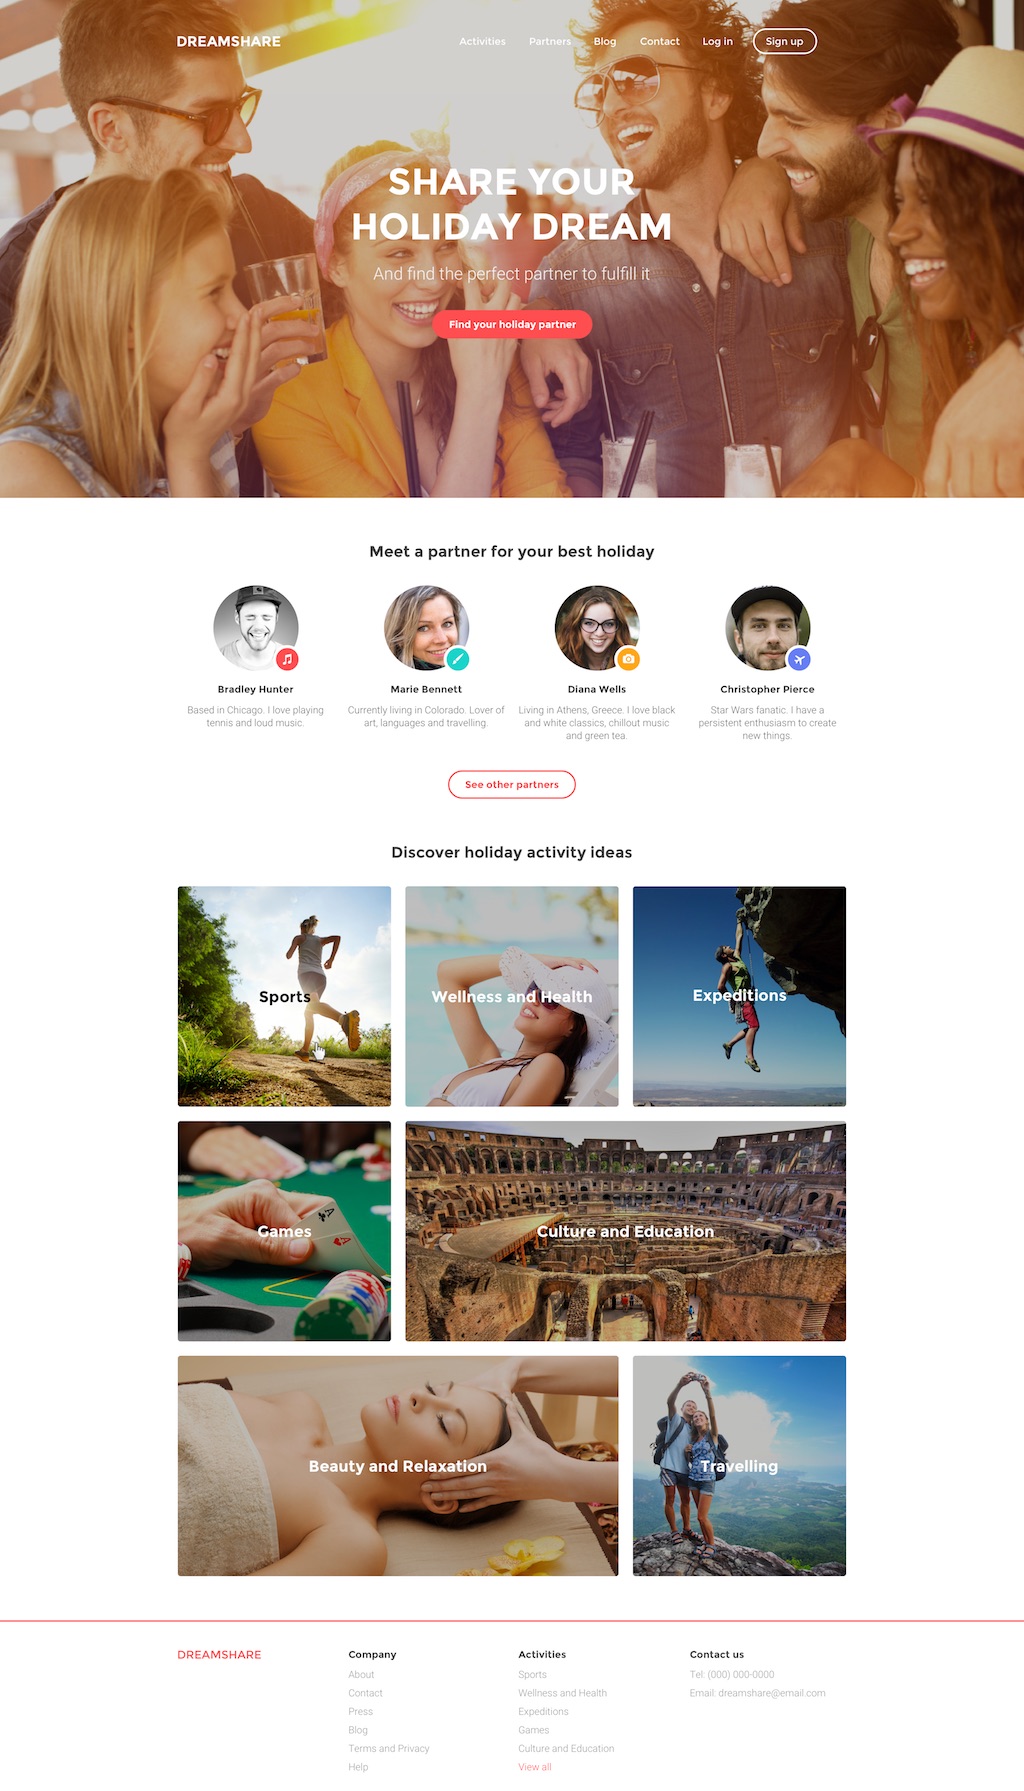 DREAMSHARE
Activities Partners Blog Contact Log in Sign up
SHARE YOUR
HOLIDAY DREAM
And find the perfect partner to fulfill it
Find your holiday partner
Meet a partner for your best holiday
Bradley Hunter
Based in Chicago. I love playing
tennis and loud music.
Marie Bennett
Currently living in Colorado. Lover of
art, languages and travelling.
Diana Wells
Living in Athens, Greece. I love black
and white classics, chillout music
and green tea.
Christopher Pierce
Star Wars fanatic. I have a
persistent enthusiasm to create
new things.
See other partners
Discover holiday activity ideas
Sports
Wellness and Health
Expeditions
Games
A
A
Culture and Education
Beauty and Relaxation
Travelling
DREAMSHARE
Company
About
Contact
Press
Blog
Terms and Privacy
Help
Activities
Sports
Wellness and Health
Expeditions
Games
Culture and Education
View all
Contact us
Tel: (000) 000-0000
Email: dreamshare@email.com